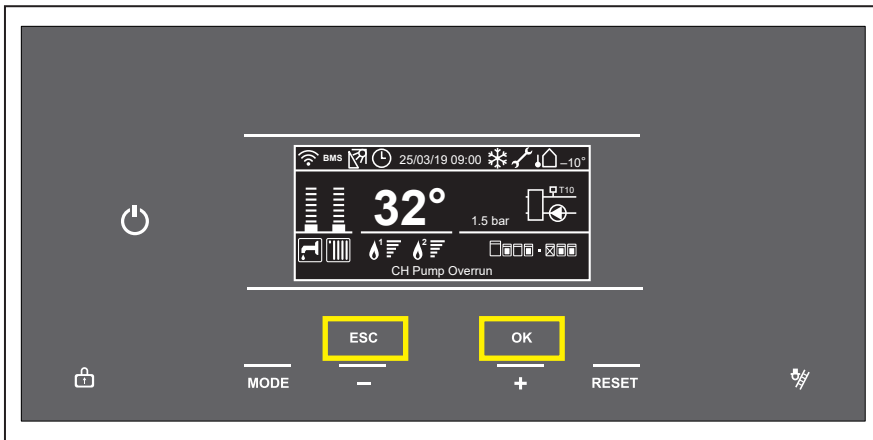 BMS 25/03/19 09:00 –10°
T10
32° 1.5 bar
1 2
CH Pump Overrun
ESC OK
MODE – + RESET